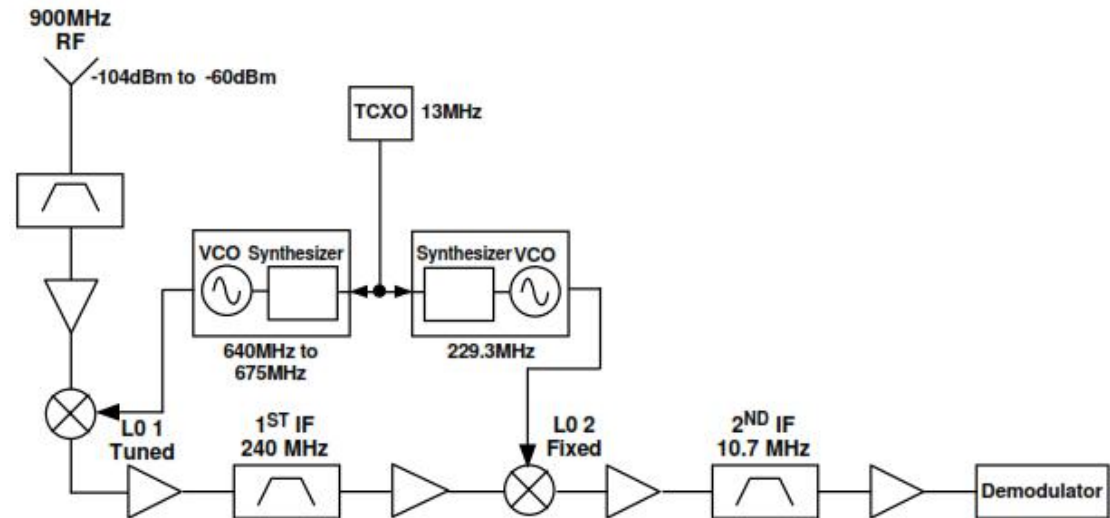 900MHz
RF
-104dBm to -60dBm
TCXO
13MHz
VCO Synthesizer
Synthesizer VCO
640MHz to
675MHz
229.3MHz
L0 1
Tuned
1ST IF
240 MHz
L0 2
Fixed
2ND IF
10.7 MHz
Demodulator